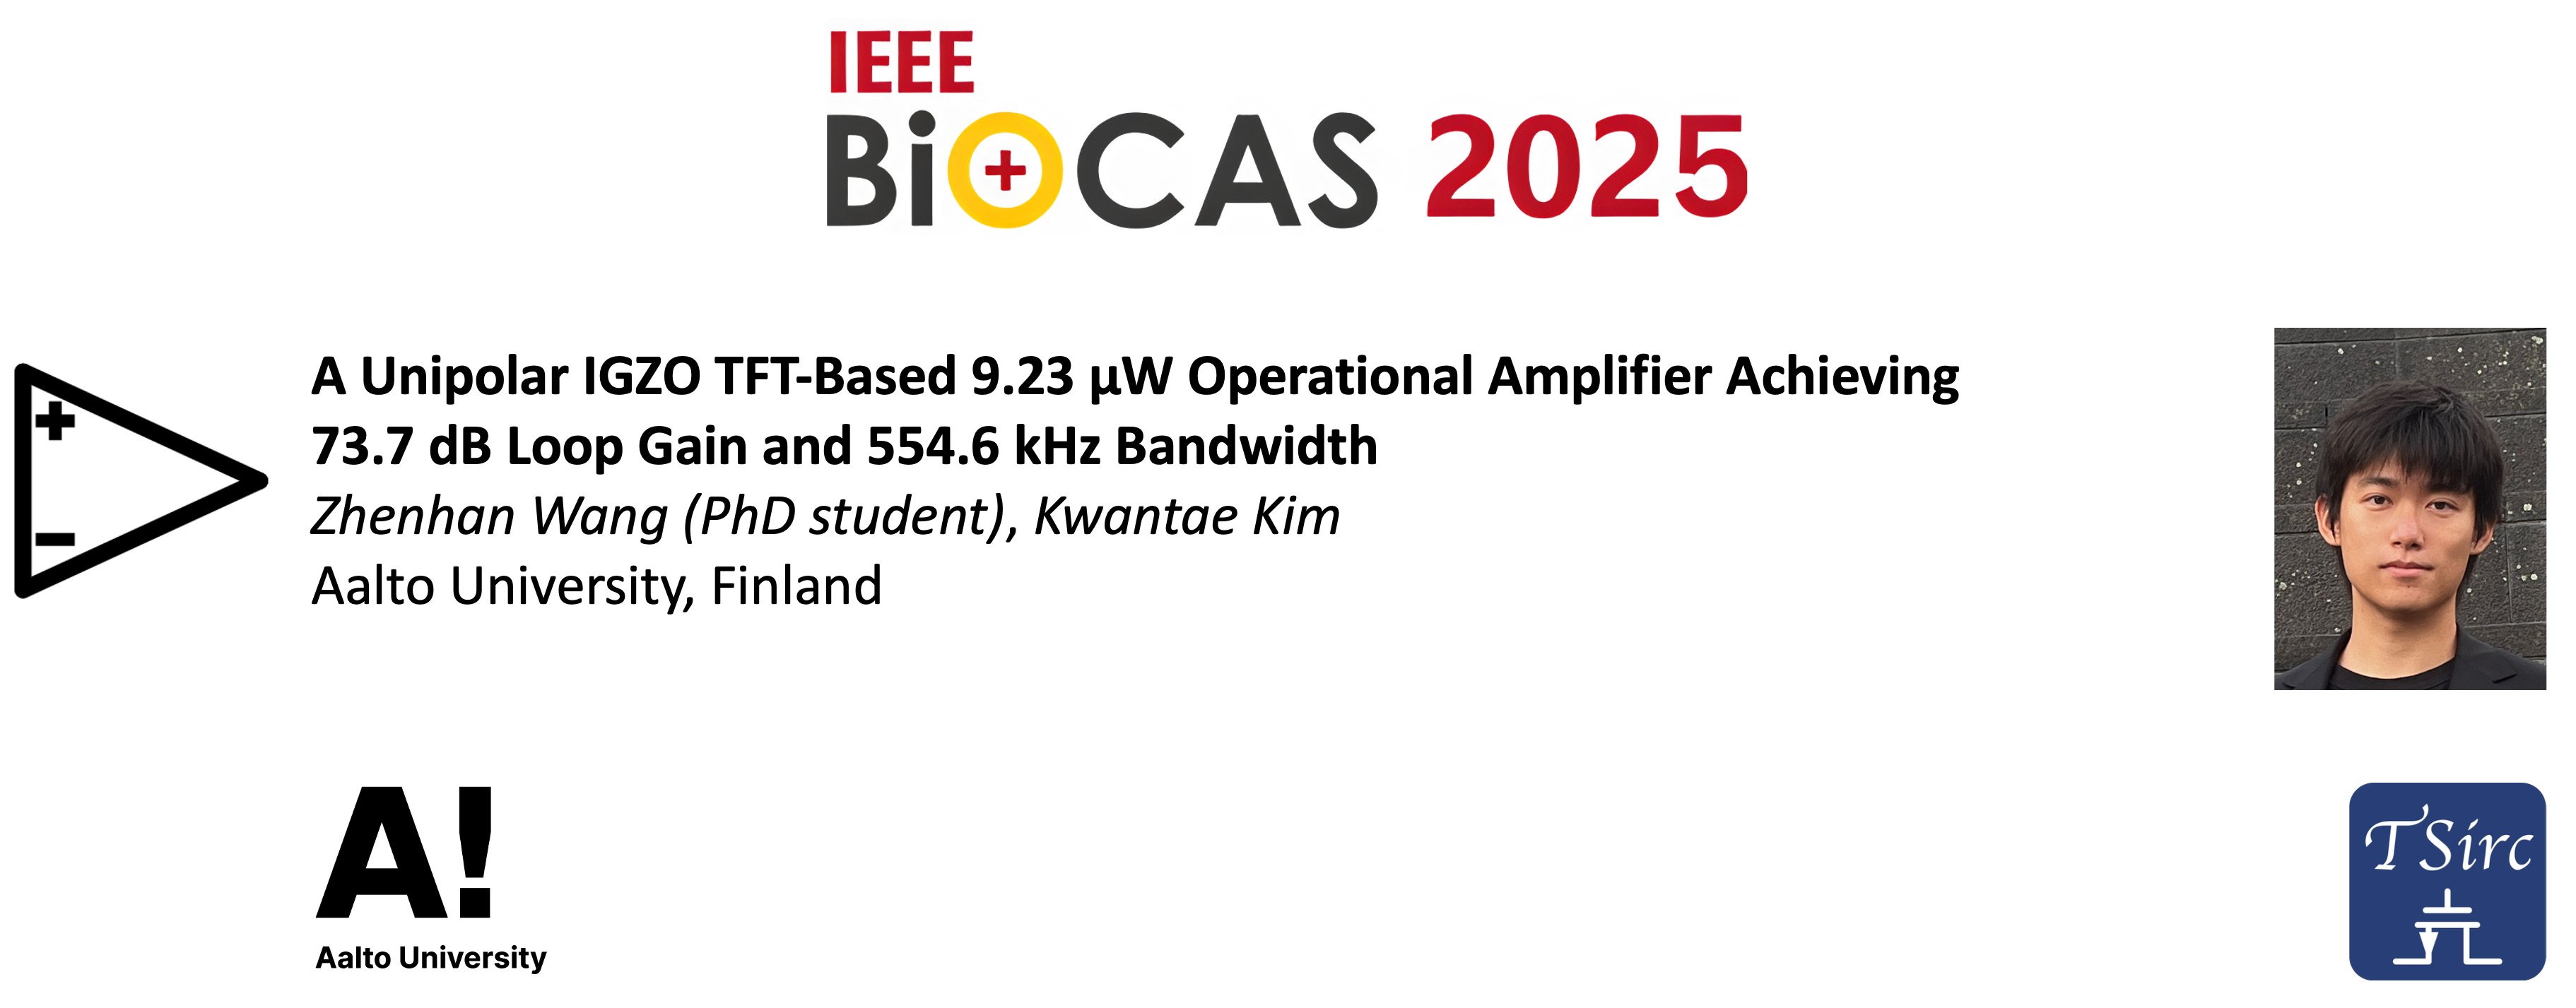 IEEE
BiOCAS 2025
A Unipolar IGZO TFT-Based 9.23 µW Operational Amplifier Achieving
73.7 dB Loop Gain and 554.6 kHz Bandwidth
Zhenhan Wang (PhD student), Kwantae Kim
Aalto University, Finland
A!
Aalto University
TSirc